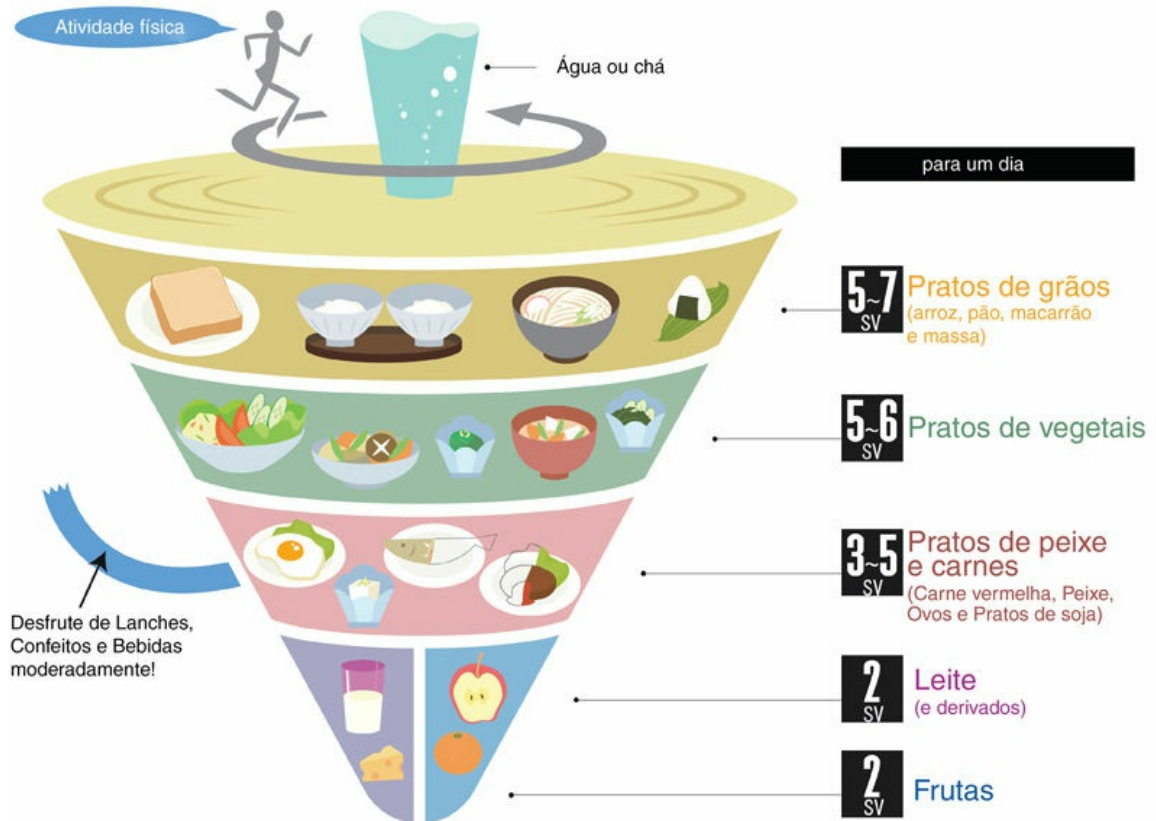 Atividade física
Água ou chá
para um dia
5~7
SV
Pratos de grãos
(arroz, pão, macarrão
e massa)
5~6
SV
Pratos de vegetais
3~5
SV
Pratos de peixe
e carnes
(Carne vermelha, Peixe,
Ovos e Pratos de soja)
Desfrute de Lanches,
Confeitos e Bebidas
moderadamente!
2
SV
Leite
(e derivados)
2
SV
Frutas